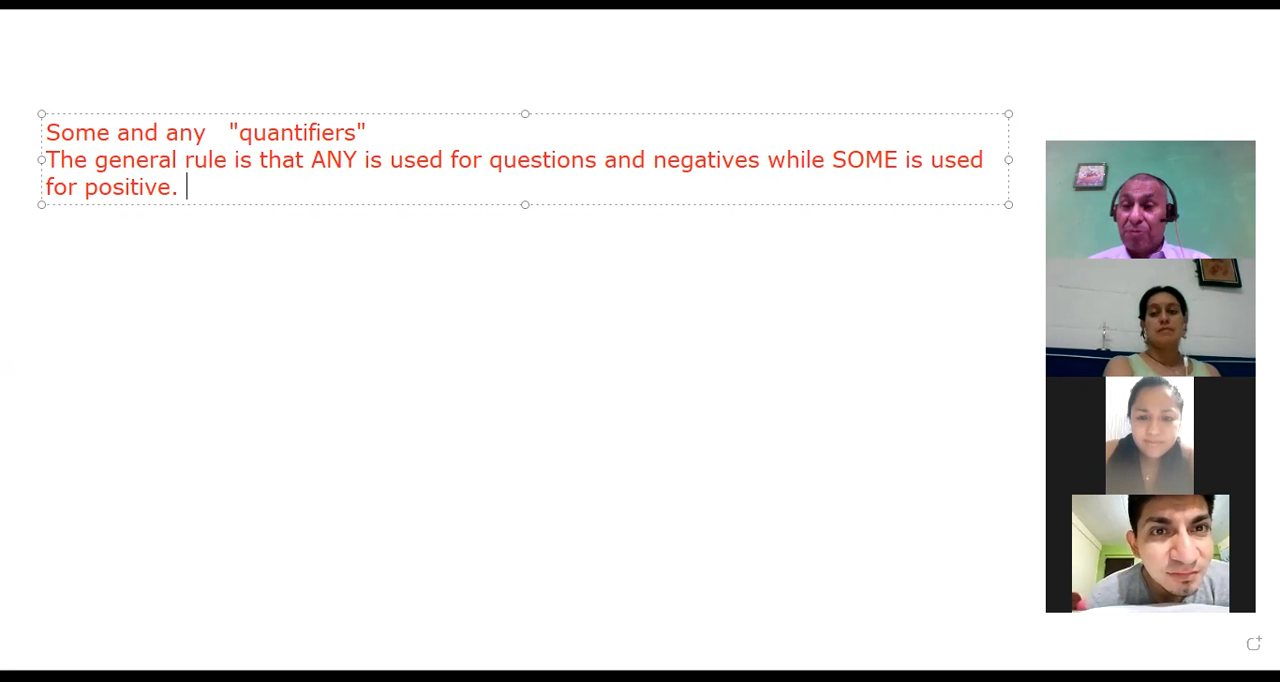 Some and any "quantifiers"
The general rule is that ANY is used for questions and negatives while SOME is used
for positive.